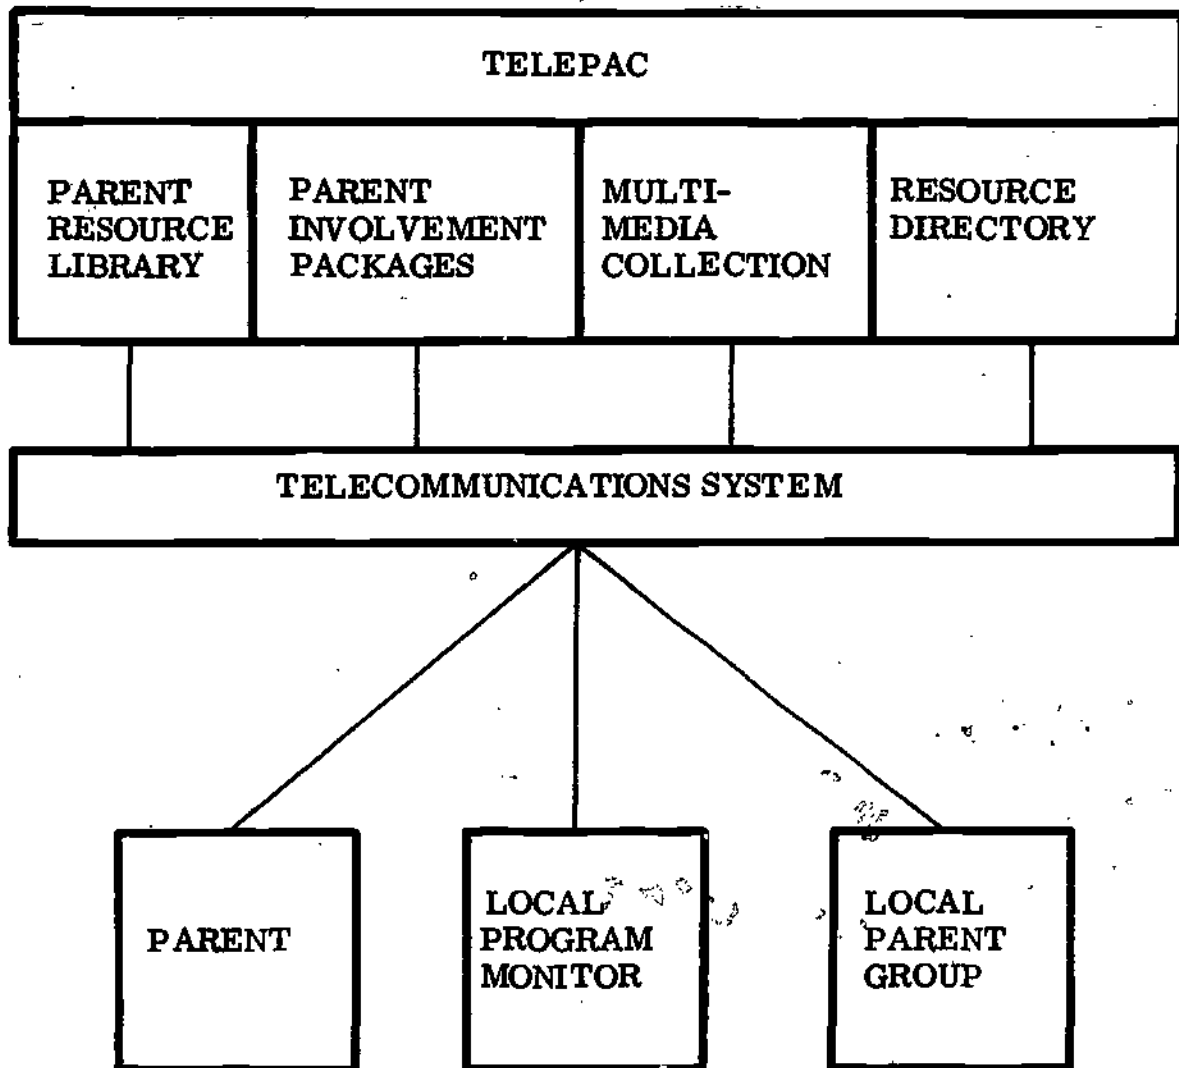 TELEPAC
PARENT
RESOURCE
LIBRARY
PARENT
INVOLVEMENT
PACKAGES
MULTI-
MEDIA
COLLECTION
RESOURCE
DIRECTORY
TELECOMMUNICATIONS SYSTEM
PARENT
LOCAL
PROGRAM
MONITOR
LOCAL
PARENT
GROUP